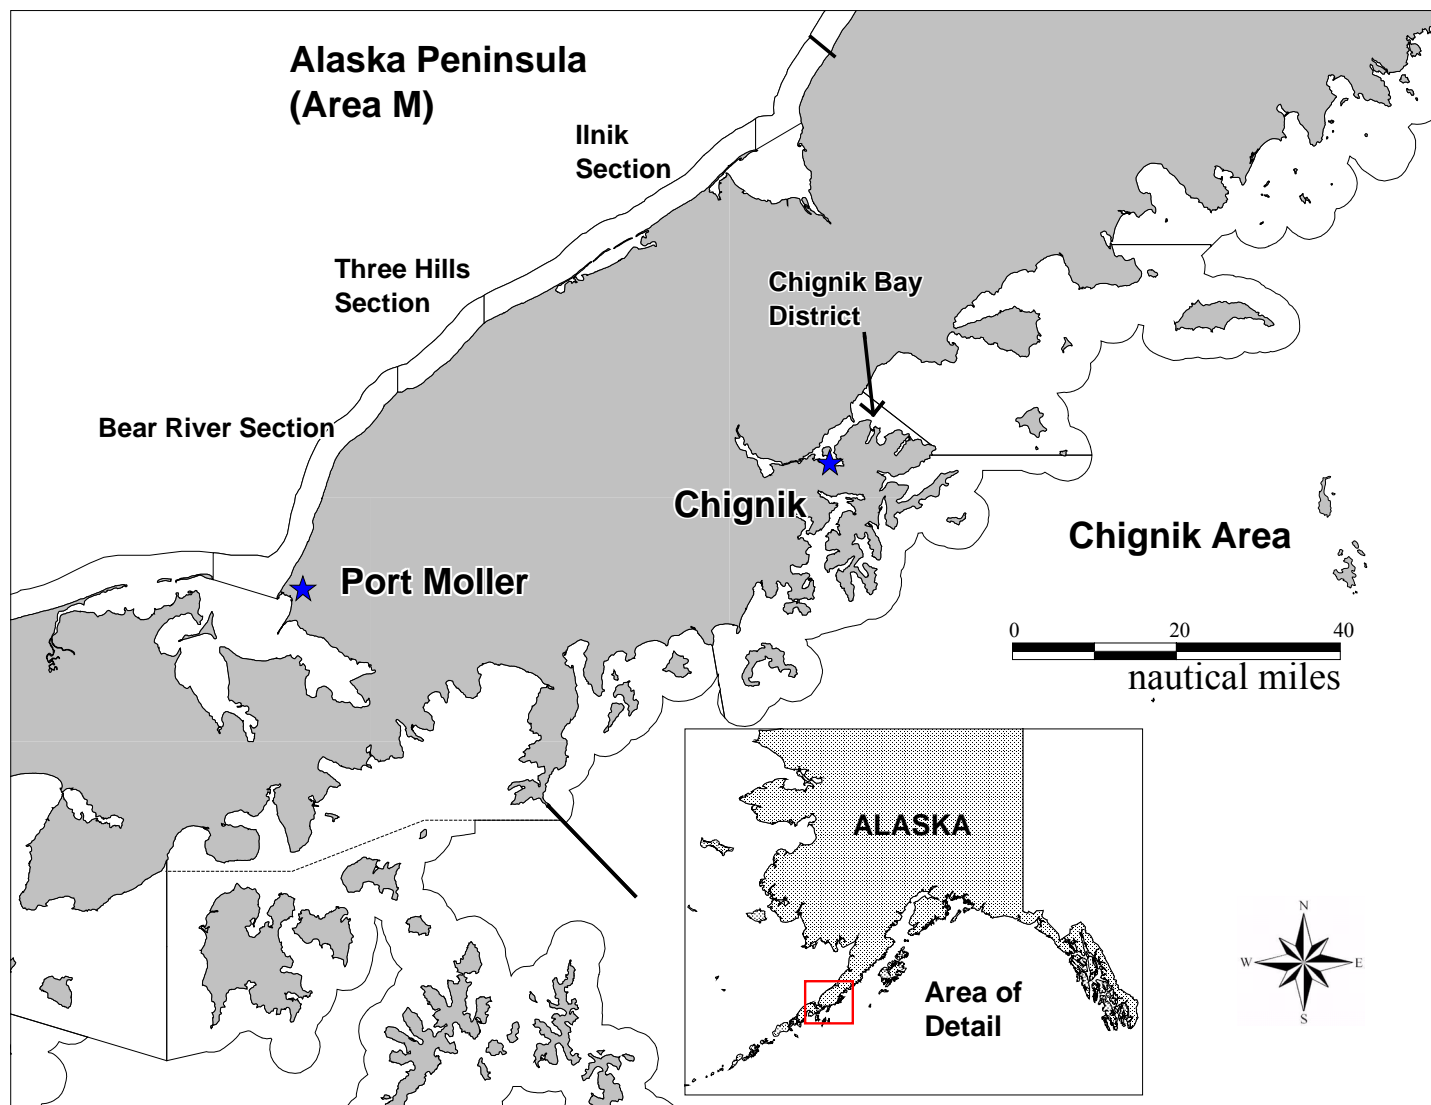 Alaska Peninsula
(Area M)
Ilnik
Section
Three Hills
Section
Chignik Bay
District
Bear River Section
Chignik
Chignik Area
Port Moller
0 20 40
nautical miles
ALASKA
Area of
Detail
N
W E
S